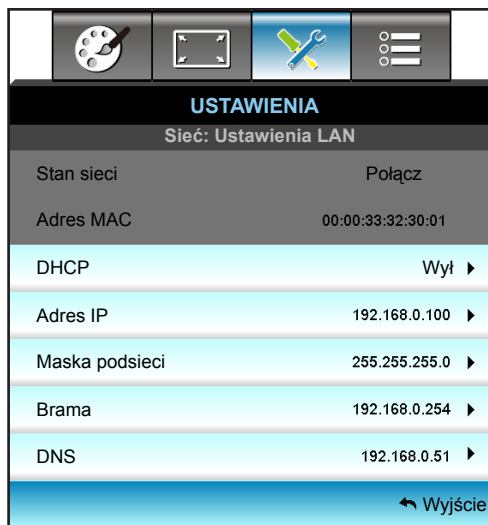 USTAWIENIA
Sieć: Ustawienia LAN
Stan sieci Połącz
Adres MAC 00:00:33:32:30:01
DHCP Wył
Adres IP 192.168.0.100
Maska podsieci 255.255.255.0
Brama 192.168.0.254
DNS 192.168.0.51
Wyjście